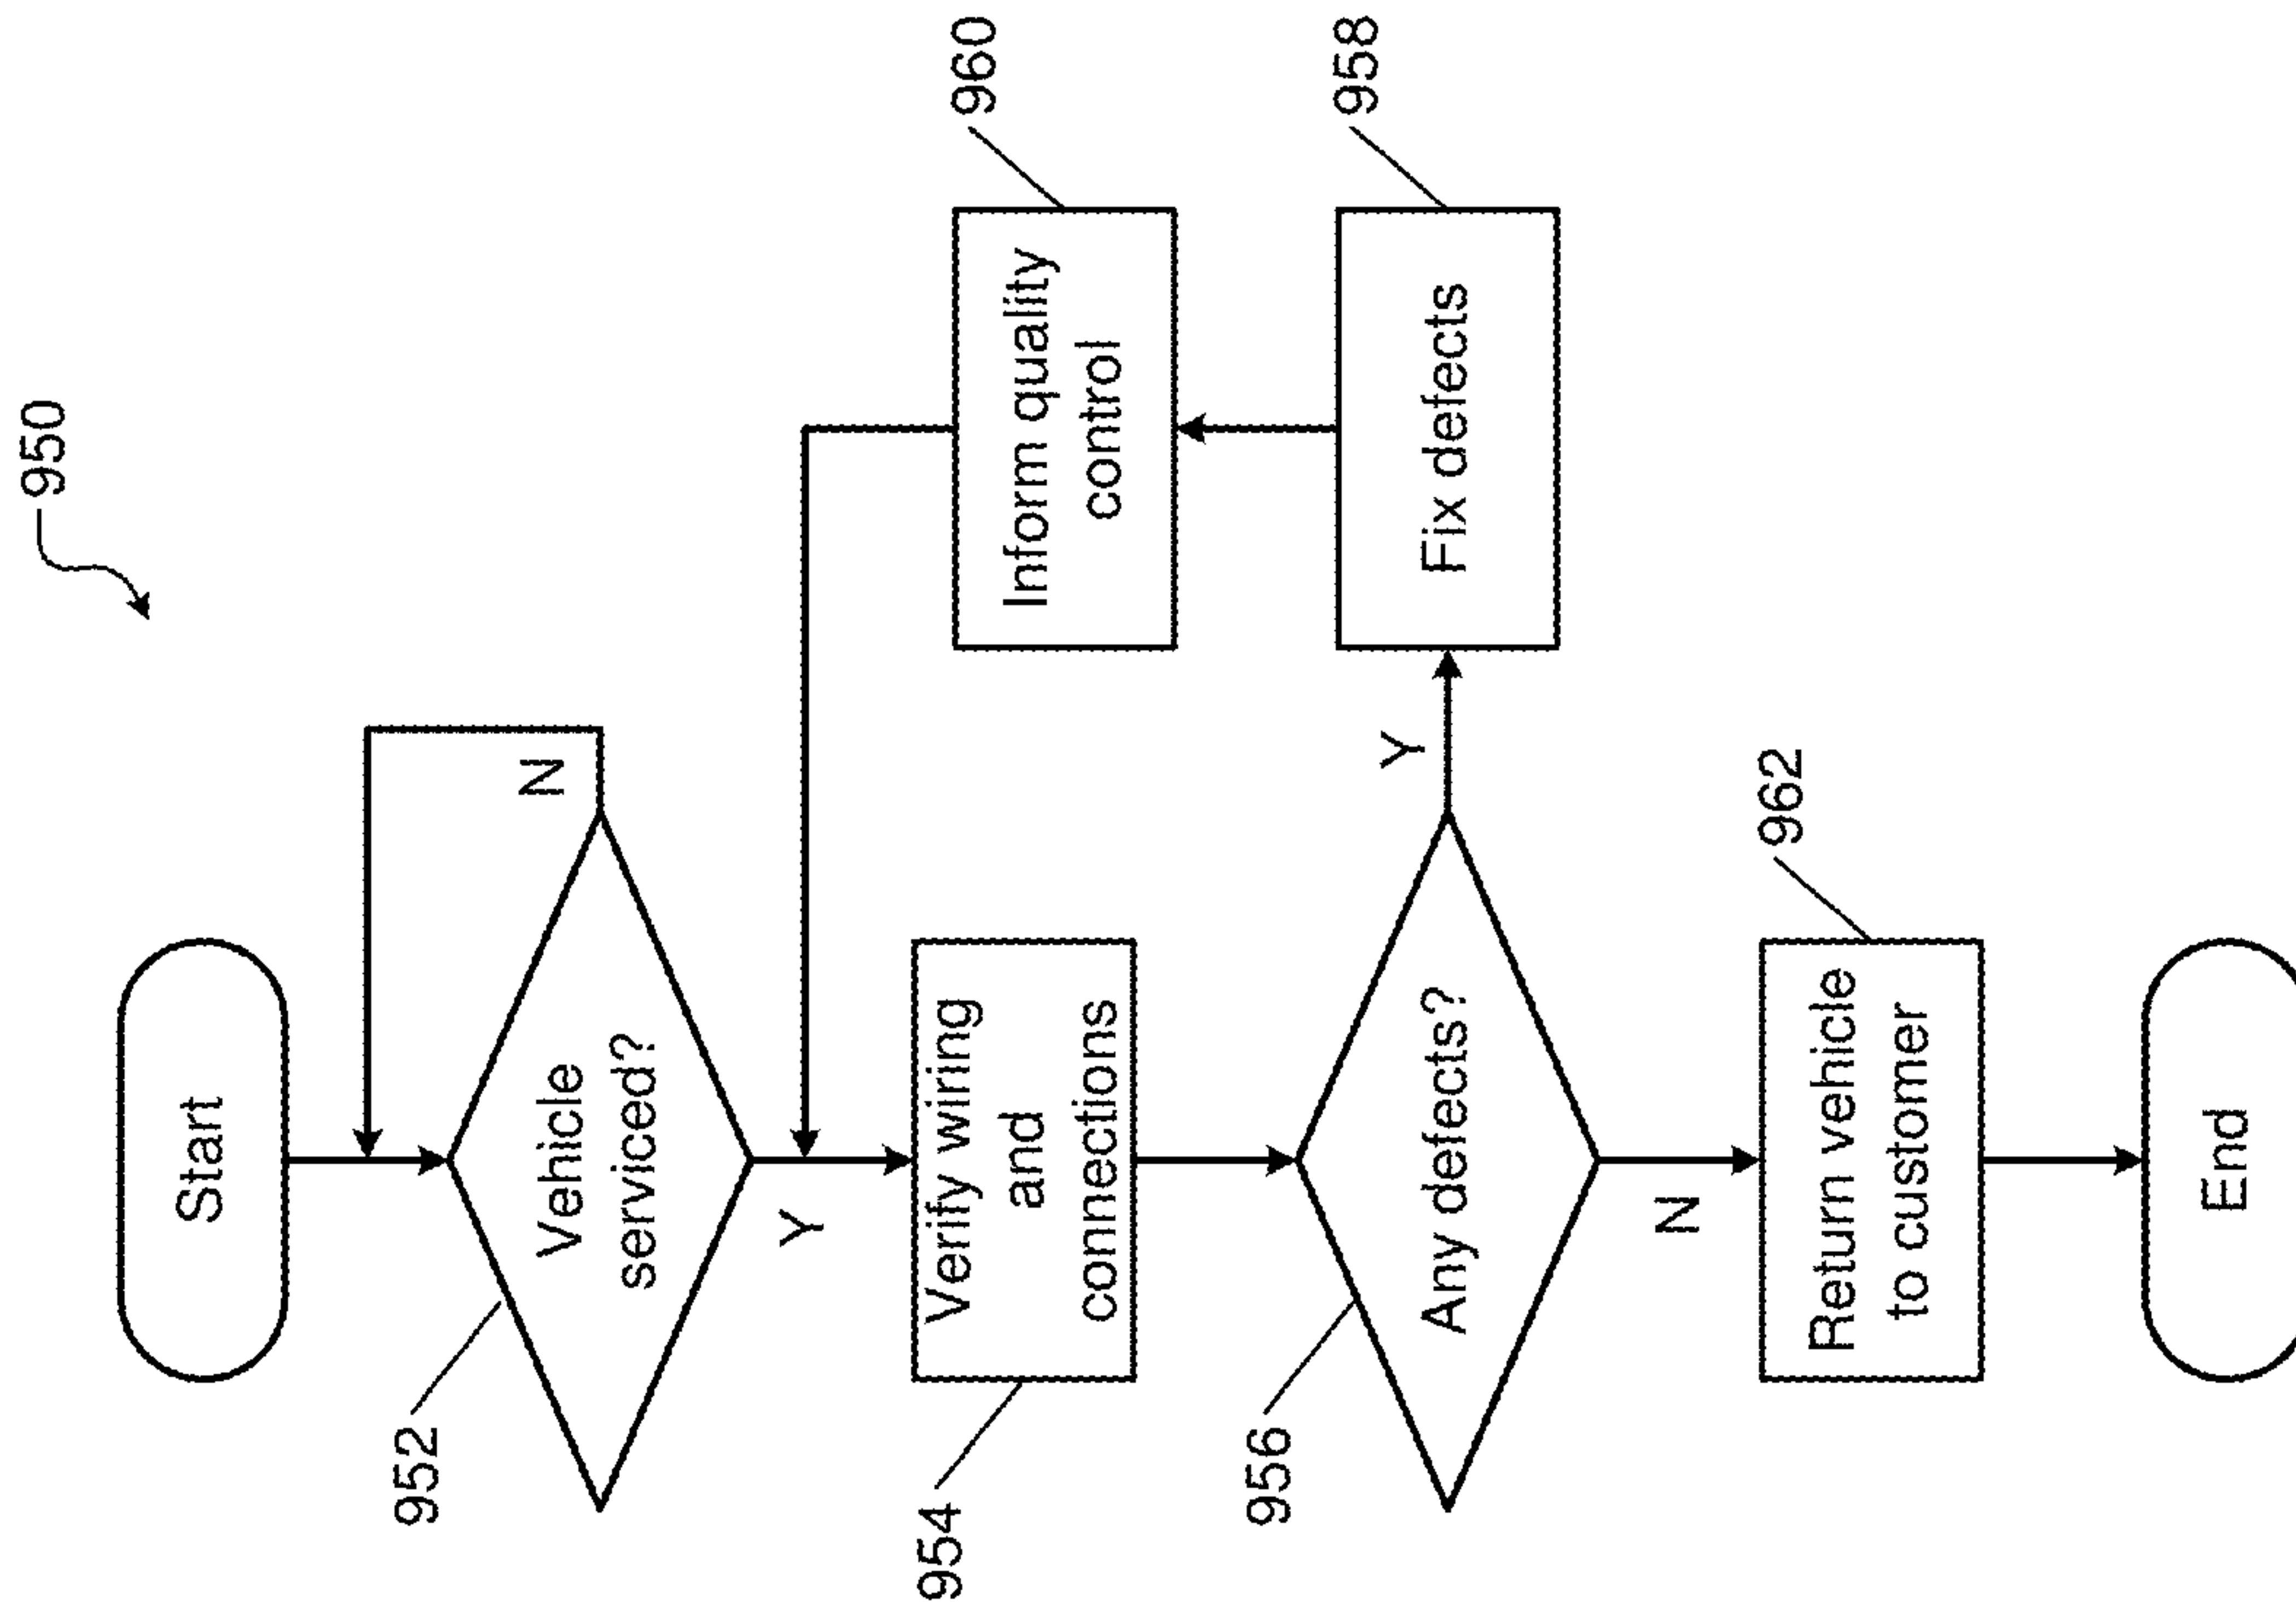 950
Start
952
Vehicle
serviced?
N
Y
954
Verify wiring
and
connections
960
Inform quality
control
956
Any defects?
Y
958
Fix defects
N
962
Return vehicle
to customer
End